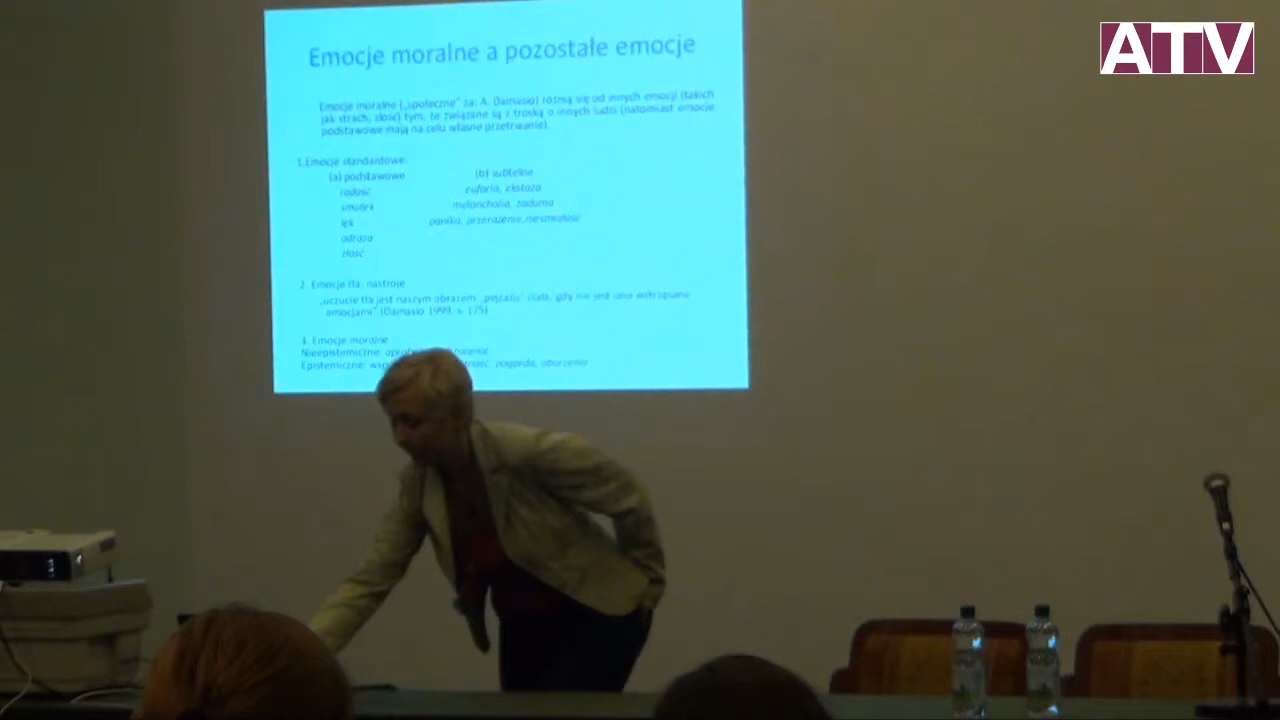 ATV
Emocje moralne a pozostałe emocje
Emocje moralne („społeczne" za: A. Damasio) różnią się od innych emocji (takich
jak strach, złość) tym, że związane są z troską o innych ludzi (natomiast emocje
podstawowe mają na celu własne przetrwanie).
1.Emocje standardowe:
(a) podstawowe (b) subtelne
radość euforia, ekstaza
smutek melancholia, zaduma
lęk panika, przerażenie, nieśmiałość
odraza
złość
2. Emocje tła, nastroje
„uczucie tła jest naszym obrazem „pejzażu" ciała, gdy nie jest ono wstrząsane
emocjami" (Damasio 1999, s. 175)
Emocje moralne
Nieepistemiczne:
Epistemiczne: pogarda, oburzenie